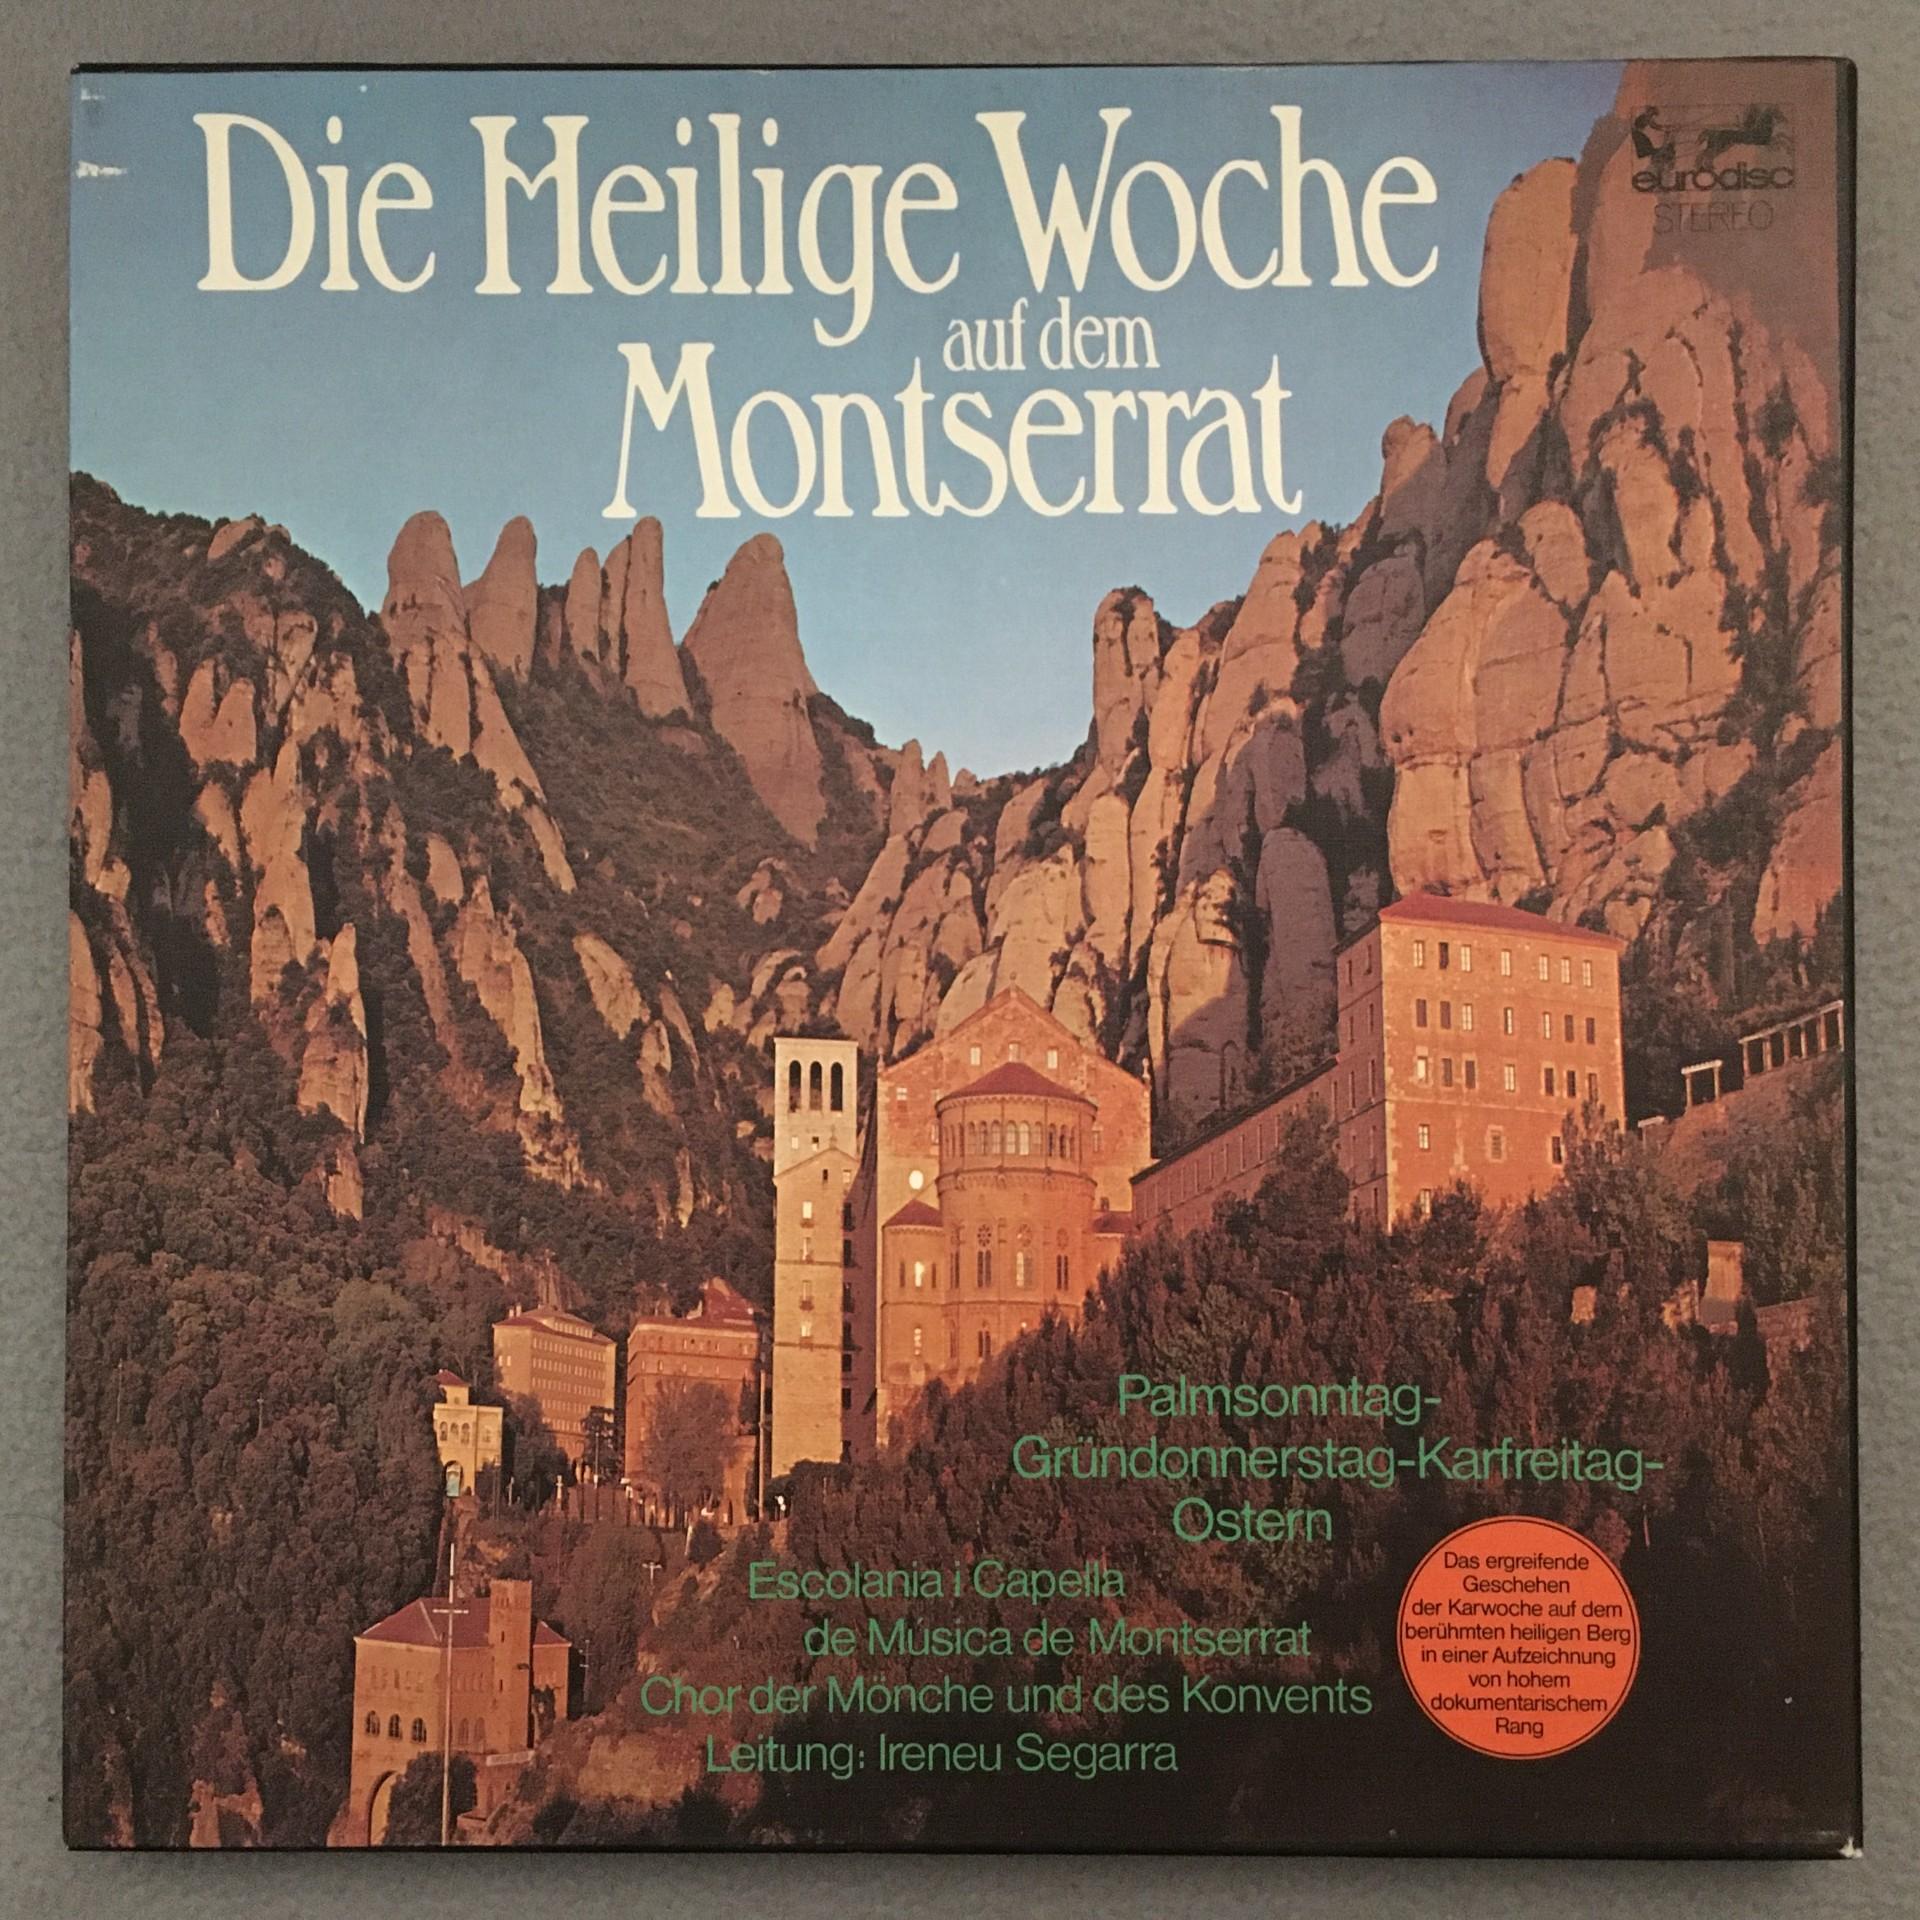 Die Heilige Woche
auf dem
Montserrat
eurodisc
STEREO
Palmsonntag-
Gründonnerstag-Karfreitag-
Ostern
Escolania i Capella
de Música de Montserrat
Chor der Mönche und des Konvents
Leitung: Ireneu Segarra
Das ergreifende
Geschehen
der Karwoche auf dem
berühmten heiligen Berg
in einer Aufzeichnung
von hohem
dokumentarischem
Rang